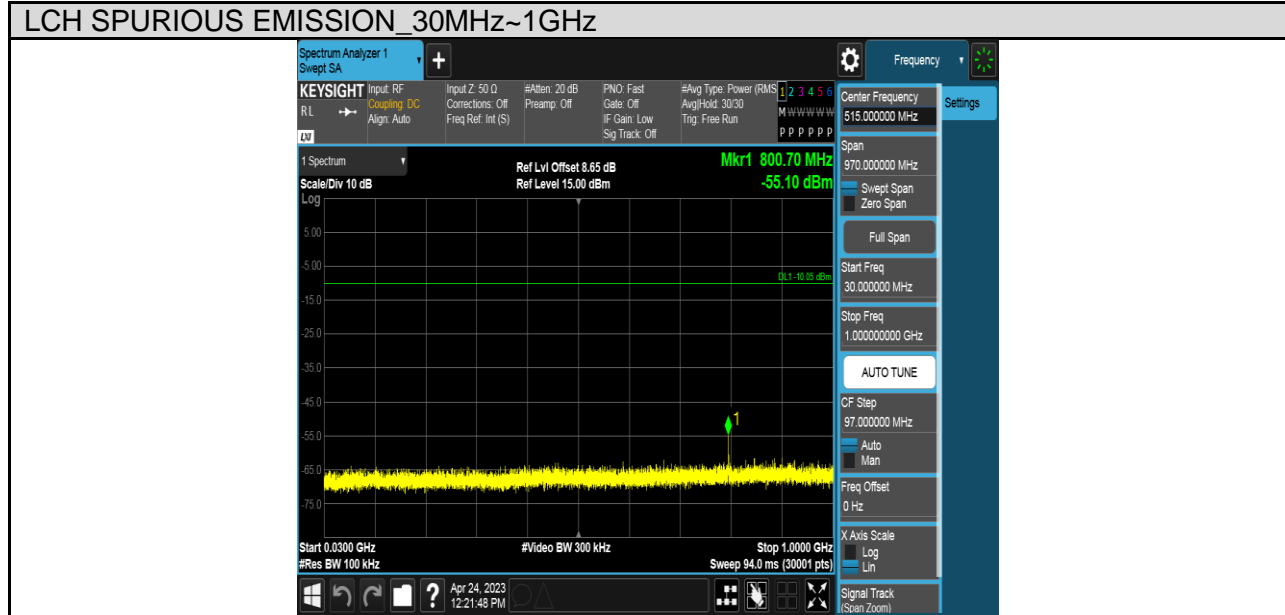 LCH SPURIOUS EMISSION_30MHz~1GHz
Spectrum Analyzer 1
Swept SA
+
Frequency
KEYSIGHT
RL
LXI
Input: RF
Coupling: DC
Align: Auto
Input Z: 50 Ω
Corrections: Off
Freq Ref: Int (S)
#Atten: 20 dB
Preamp: Off
PNO: Fast
Gate: Off
IF Gain: Low
Sig Track: Off
#Avg Type: Power (RMS
Avg|Hold: 30/30
Trig: Free Run
1 2 3 4 5 6
M W W W W W
P P P P P P
1 Spectrum
Scale/Div 10 dB
Log
Ref Lvl Offset 8.65 dB
Ref Level 15.00 dBm
Mkr1 800.70 MHz
-55.10 dBm
5.00
-5.00
DL1 -10.05 dBm
-15.0
-25.0
-35.0
-45.0
1
-55.0
-65.0
-75.0
Start 0.0300 GHz
#Res BW 100 kHz
#Video BW 300 kHz
Stop 1.0000 GHz
Sweep 94.0 ms (30001 pts)
?
Apr 24, 2023
12:21:48 PM
Center Frequency
515.000000 MHz
Settings
Span
970.000000 MHz
Swept Span
Zero Span
Full Span
Start Freq
30.000000 MHz
Stop Freq
1.000000000 GHz
AUTO TUNE
CF Step
97.000000 MHz
Auto
Man
Freq Offset
0 Hz
X Axis Scale
Log
Lin
Signal Track
(Span Zoom)